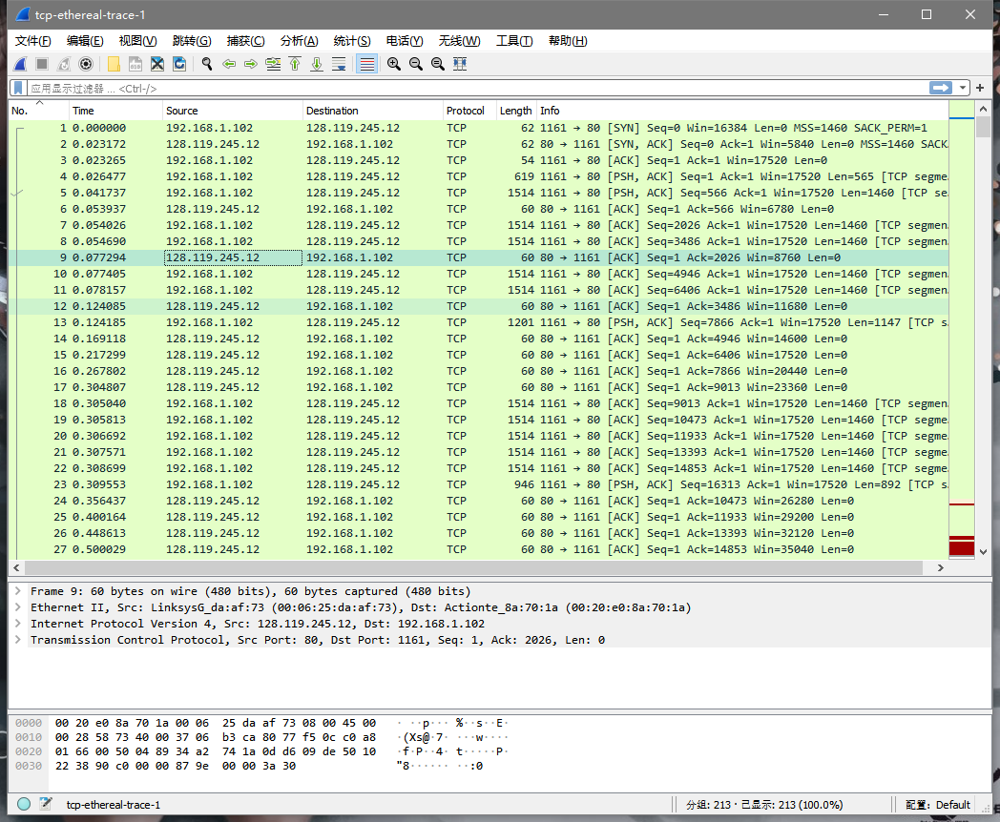 tcp-ethereal-trace-1
文件(F) 编辑(E) 视图(V) 跳转(G) 捕获(C) 分析(A) 统计(S) 电话(Y) 无线(W) 工具(T) 帮助(H)
应用显示过滤器 … <Ctrl-/>
No. Time Source Destination Protocol Length Info
1 0.000000 192.168.1.102 128.119.245.12 TCP 62 1161 → 80 [SYN] Seq=0 Win=16384 Len=0 MSS=1460 SACK_PERM=1
2 0.023172 128.119.245.12 192.168.1.102 TCP 62 80 → 1161 [SYN, ACK] Seq=0 Ack=1 Win=5840 Len=0 MSS=1460 SACK
3 0.023265 192.168.1.102 128.119.245.12 TCP 54 1161 → 80 [ACK] Seq=1 Ack=1 Win=17520 Len=0
4 0.026477 192.168.1.102 128.119.245.12 TCP 619 1161 → 80 [PSH, ACK] Seq=1 Ack=1 Win=17520 Len=565 [TCP segme
5 0.041737 192.168.1.102 128.119.245.12 TCP 1514 1161 → 80 [PSH, ACK] Seq=566 Ack=1 Win=17520 Len=1460 [TCP se
6 0.053937 128.119.245.12 192.168.1.102 TCP 60 80 → 1161 [ACK] Seq=1 Ack=566 Win=6780 Len=0
7 0.054026 192.168.1.102 128.119.245.12 TCP 1514 1161 → 80 [ACK] Seq=2026 Ack=1 Win=17520 Len=1460 [TCP segmen
8 0.054690 192.168.1.102 128.119.245.12 TCP 1514 1161 → 80 [ACK] Seq=3486 Ack=1 Win=17520 Len=1460 [TCP segmen
9 0.077294 128.119.245.12 192.168.1.102 TCP 60 80 → 1161 [ACK] Seq=1 Ack=2026 Win=8760 Len=0
10 0.077405 192.168.1.102 128.119.245.12 TCP 1514 1161 → 80 [ACK] Seq=4946 Ack=1 Win=17520 Len=1460 [TCP segmen
11 0.078157 192.168.1.102 128.119.245.12 TCP 1514 1161 → 80 [ACK] Seq=6406 Ack=1 Win=17520 Len=1460 [TCP segmen
12 0.124085 128.119.245.12 192.168.1.102 TCP 60 80 → 1161 [ACK] Seq=1 Ack=3486 Win=11680 Len=0
13 0.124185 192.168.1.102 128.119.245.12 TCP 1201 1161 → 80 [PSH, ACK] Seq=7866 Ack=1 Win=17520 Len=1147 [TCP s
14 0.169118 128.119.245.12 192.168.1.102 TCP 60 80 → 1161 [ACK] Seq=1 Ack=4946 Win=14600 Len=0
15 0.217299 128.119.245.12 192.168.1.102 TCP 60 80 → 1161 [ACK] Seq=1 Ack=6406 Win=17520 Len=0
16 0.267802 128.119.245.12 192.168.1.102 TCP 60 80 → 1161 [ACK] Seq=1 Ack=7866 Win=20440 Len=0
17 0.304807 128.119.245.12 192.168.1.102 TCP 60 80 → 1161 [ACK] Seq=1 Ack=9013 Win=23360 Len=0
18 0.305040 192.168.1.102 128.119.245.12 TCP 1514 1161 → 80 [ACK] Seq=9013 Ack=1 Win=17520 Len=1460 [TCP segmen
19 0.305813 192.168.1.102 128.119.245.12 TCP 1514 1161 → 80 [ACK] Seq=10473 Ack=1 Win=17520 Len=1460 [TCP segme
20 0.306692 192.168.1.102 128.119.245.12 TCP 1514 1161 → 80 [ACK] Seq=11933 Ack=1 Win=17520 Len=1460 [TCP segme
21 0.307571 192.168.1.102 128.119.245.12 TCP 1514 1161 → 80 [ACK] Seq=13393 Ack=1 Win=17520 Len=1460 [TCP segme
22 0.308699 192.168.1.102 128.119.245.12 TCP 1514 1161 → 80 [ACK] Seq=14853 Ack=1 Win=17520 Len=1460 [TCP segme
23 0.309553 192.168.1.102 128.119.245.12 TCP 946 1161 → 80 [PSH, ACK] Seq=16313 Ack=1 Win=17520 Len=892 [TCP s
24 0.356437 128.119.245.12 192.168.1.102 TCP 60 80 → 1161 [ACK] Seq=1 Ack=10473 Win=26280 Len=0
25 0.400164 128.119.245.12 192.168.1.102 TCP 60 80 → 1161 [ACK] Seq=1 Ack=11933 Win=29200 Len=0
26 0.448613 128.119.245.12 192.168.1.102 TCP 60 80 → 1161 [ACK] Seq=1 Ack=13393 Win=32120 Len=0
27 0.500029 128.119.245.12 192.168.1.102 TCP 60 80 → 1161 [ACK] Seq=1 Ack=14853 Win=35040 Len=0
Frame 9: 60 bytes on wire (480 bits), 60 bytes captured (480 bits)
Ethernet II, Src: LinksysG_da:af:73 (00:06:25:da:af:73), Dst: Actionte_8a:70:1a (00:20:e0:8a:70:1a)
Internet Protocol Version 4, Src: 128.119.245.12, Dst: 192.168.1.102
Transmission Control Protocol, Src Port: 80, Dst Port: 1161, Seq: 1, Ack: 2026, Len: 0
0000 00 20 e0 8a 70 1a 00 06 25 da af 73 08 00 45 00 · ··p··· %··s··E·
0010 00 28 58 73 40 00 37 06 b3 ca 80 77 f5 0c c0 a8 ·(Xs@·7· ···w····
0020 01 66 00 50 04 89 34 a2 74 1a 0d d6 09 de 50 10 ·f·P··4· t·····P·
0030 22 38 90 c0 00 00 87 9e 00 00 3a 30 "8······ ··:0
tcp-ethereal-trace-1 分组: 213 · 已显示: 213 (100.0%) 配置: Default